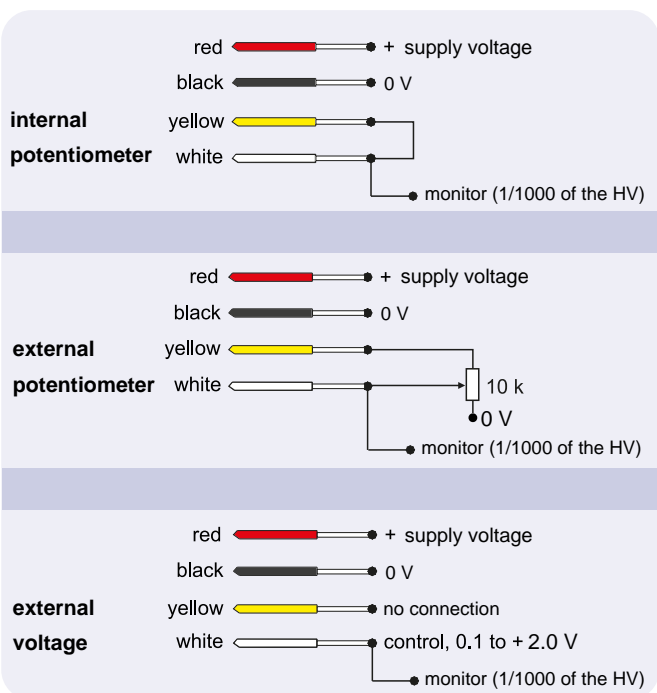 red + supply voltage
black 0 V
internal yellow
potentiometer white
monitor (1/1000 of the HV)
red + supply voltage
black 0 V
external yellow
potentiometer white 10 k
0 V
monitor (1/1000 of the HV)
red + supply voltage
black 0 V
external yellow no connection
voltage white control, 0.1 to + 2.0 V
monitor (1/1000 of the HV)